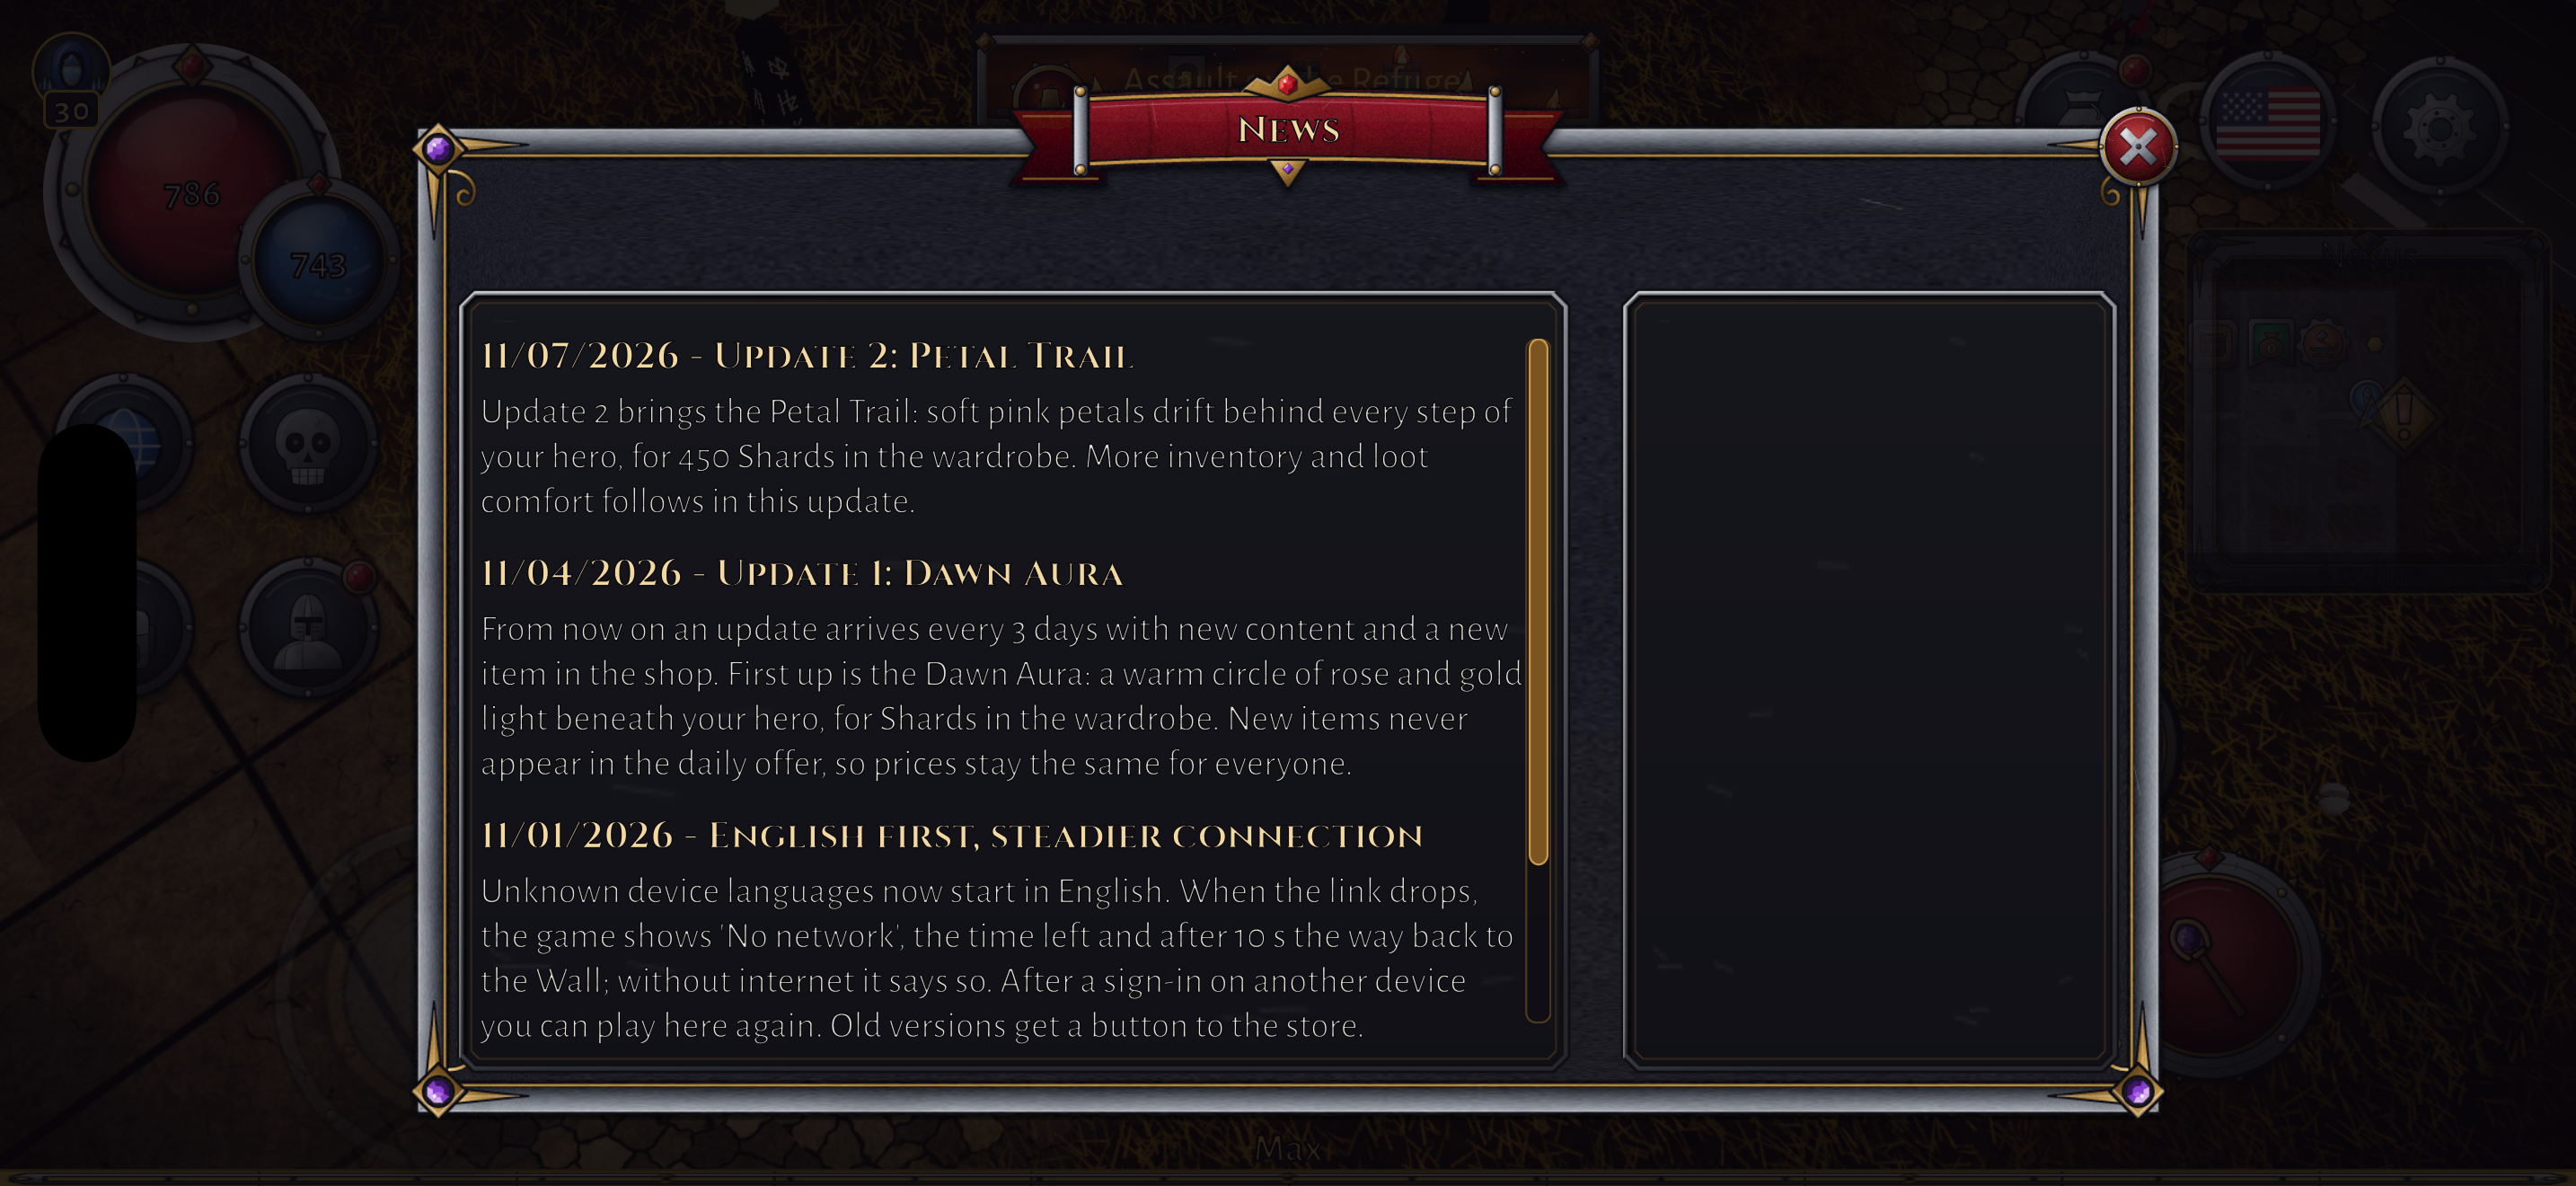 30
Assault
the Refuge
News
786
743
11/07/2026 - Update 2: Petal Trail
Update 2 brings the Petal Trail: soft pink petals drift behind every step of
your hero, for 450 Shards in the wardrobe. More inventory and loot
comfort follows in this update.
11/04/2026 - Update 1: Dawn Aura
From now on an update arrives every 3 days with new content and a new
item in the shop. First up is the Dawn Aura: a warm circle of rose and gold
light beneath your hero, for Shards in the wardrobe. New items never
appear in the daily offer, so prices stay the same for everyone.
11/01/2026 - English first, steadier connection
Unknown device languages now start in English. When the link drops,
the game shows 'No network', the time left and after 10 s the way back to
the Wall; without internet it says so. After a sign-in on another device
you can play here again. Old versions get a button to the store.
Max